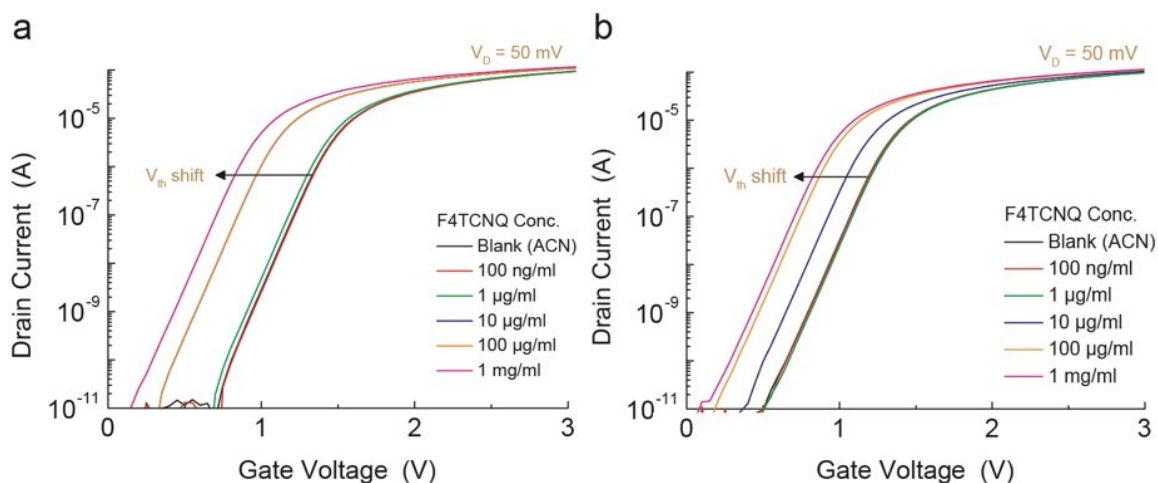 a
V_D = 50 mV
10^-5
10^-7
10^-9
10^-11
Drain Current (A)
V_th shift
F4TCNQ Conc.
Blank (ACN)
100 ng/ml
1 µg/ml
10 µg/ml
100 µg/ml
1 mg/ml
0
1
2
3
Gate Voltage (V)
b
V_D = 50 mV
10^-5
10^-7
10^-9
10^-11
Drain Current (A)
V_th shift
F4TCNQ Conc.
Blank (ACN)
100 ng/ml
1 µg/ml
10 µg/ml
100 µg/ml
1 mg/ml
0
1
2
3
Gate Voltage (V)